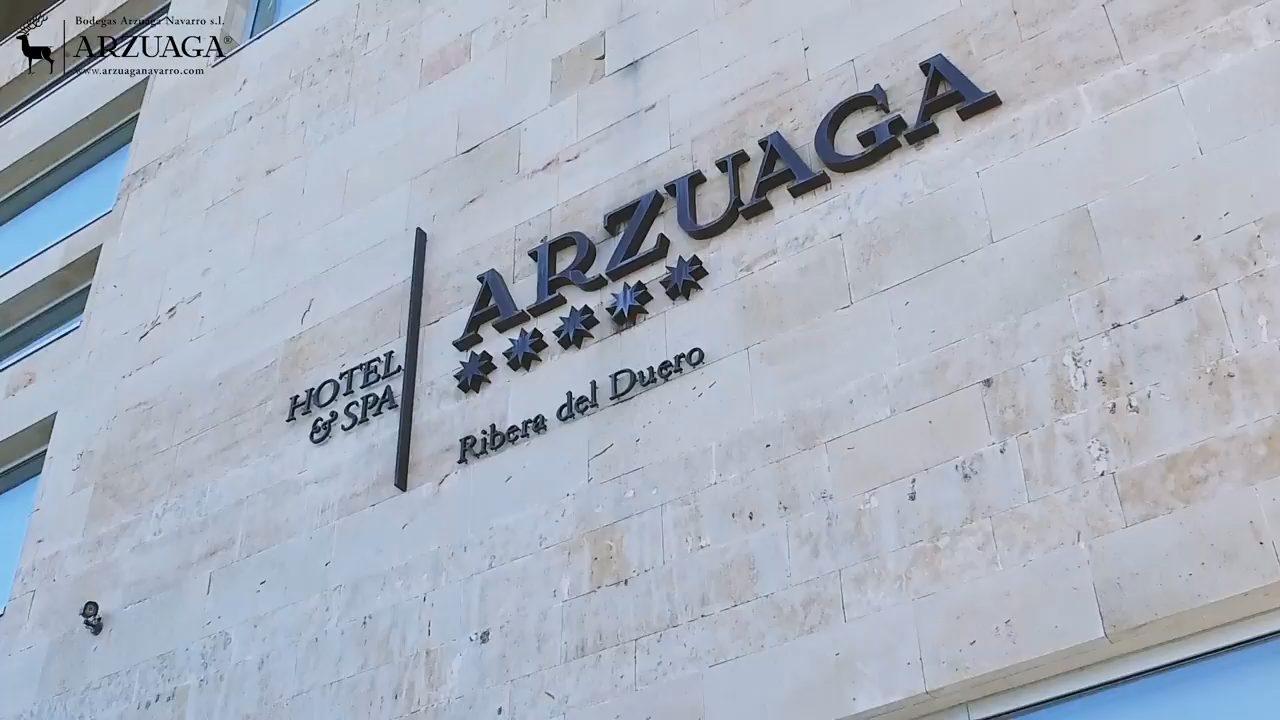 Bodegas Arzuaga Navarro s.l.
ARZUAGA®
www.arzuaganavarro.com
HOTEL
& SPA
ARZUAGA
Ribera del Duero